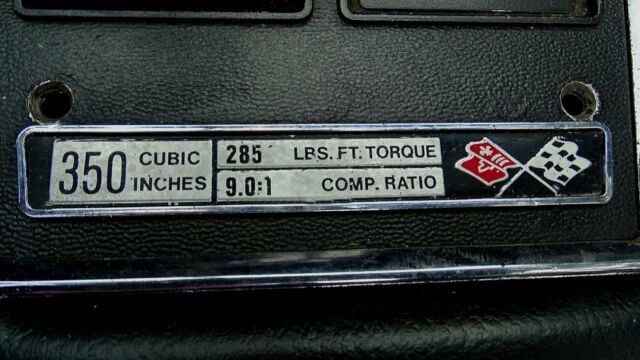 350 CUBIC INCHES
285 LBS. FT. TORQUE
9.0:1 COMP. RATIO